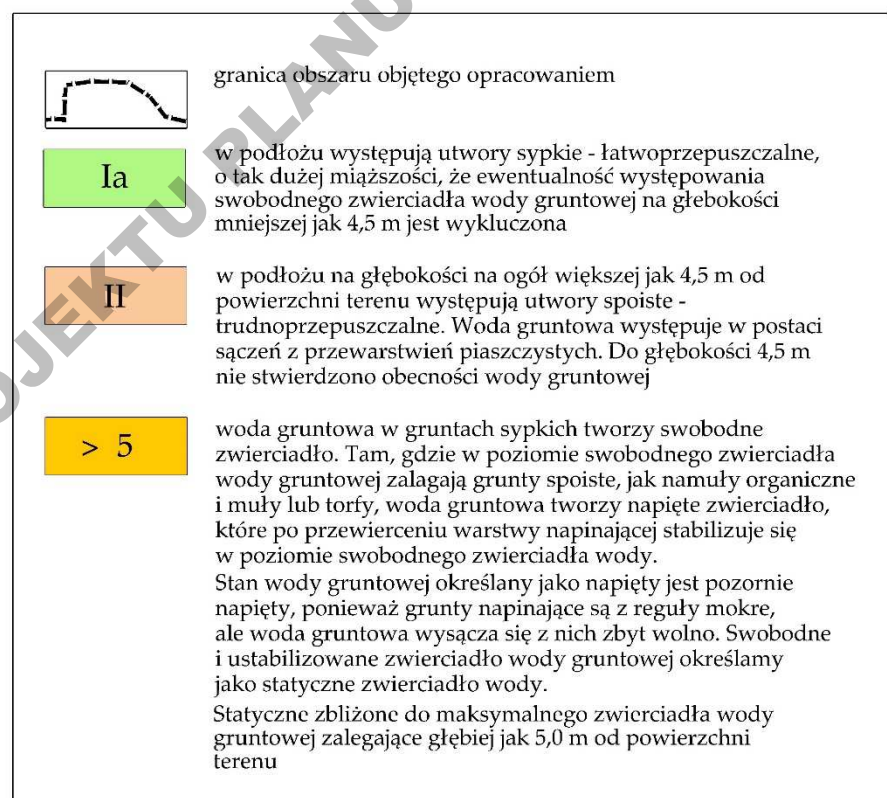 OJEKTU PLANU
granica obszaru objętego opracowaniem
Ia
w podłożu występują utwory sypkie - łatwoprzepuszczalne,
o tak dużej miąższości, że ewentualność występowania
swobodnego zwierciadła wody gruntowej na głebokości
mniejszej jak 4,5 m jest wykluczona
II
w podłożu na głębokości na ogół większej jak 4,5 m od
powierzchni terenu występują utwory spoiste -
trudnoprzepuszczalne. Woda gruntowa występuje w postaci
sączeń z przewarstwień piaszczystych. Do głębokości 4,5 m
nie stwierdzono obecności wody gruntowej
> 5
woda gruntowa w gruntach sypkich tworzy swobodne
zwierciadło. Tam, gdzie w poziomie swobodnego zwierciadła
wody gruntowej zalagają grunty spoiste, jak namuły organiczne
i muły lub torfy, woda gruntowa tworzy napięte zwierciadło,
które po przewierceniu warstwy napinającej stabilizuje się
w poziomie swobodnego zwierciadła wody.
Stan wody gruntowej określany jako napięty jest pozornie
napięty, ponieważ grunty napinające są z reguły mokre,
ale woda gruntowa wysącza się z nich zbyt wolno. Swobodne
i ustabilizowane zwierciadło wody gruntowej określamy
jako statyczne zwierciadło wody.
Statyczne zbliżone do maksymalnego zwierciadła wody
gruntowej zalegające głębiej jak 5,0 m od powierzchni
terenu